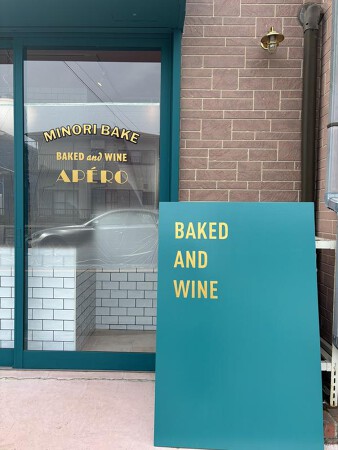 MINORI BAKE
BAKED and WINE
APÉRO
BAKED
AND
WINE